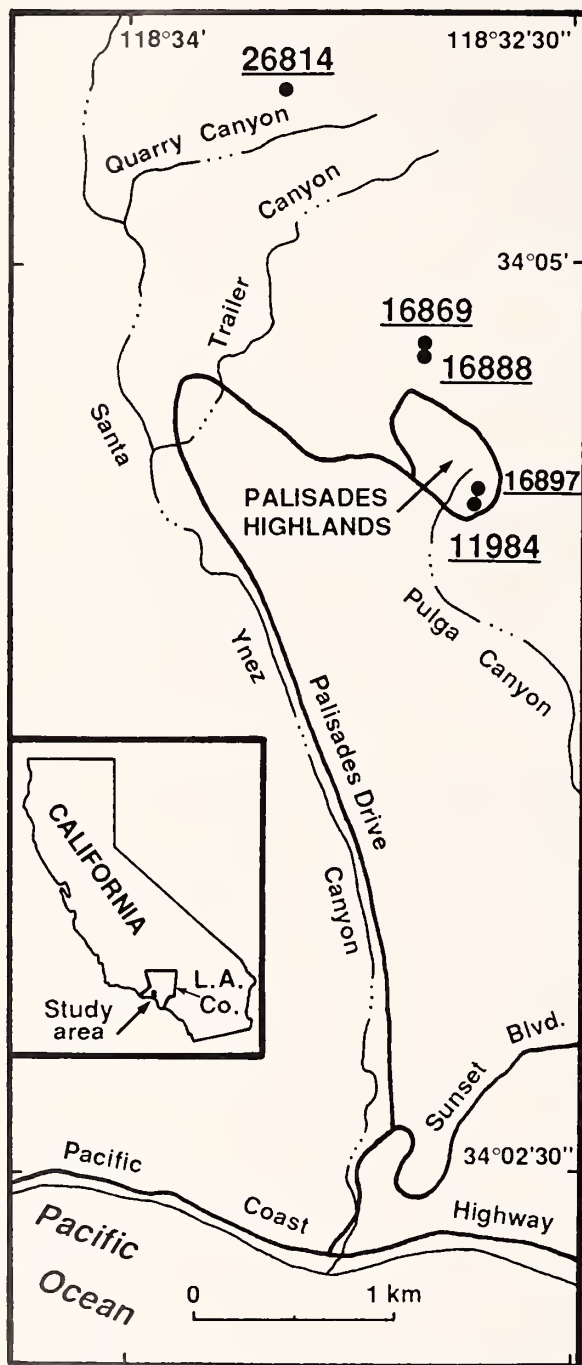 118°34'
118°32'30"
26814
Quarry Canyon
Trailer Canyon
34°05'
16869
16888
Santa Ynez Canyon
PALISADES
HIGHLANDS
16897
11984
Pulga Canyon
Palisades Drive
CALIFORNIA
L.A.
Co.
Study
area
Sunset Blvd.
34°02'30"
Pacific Coast Highway
Pacific
Ocean
0 1 km